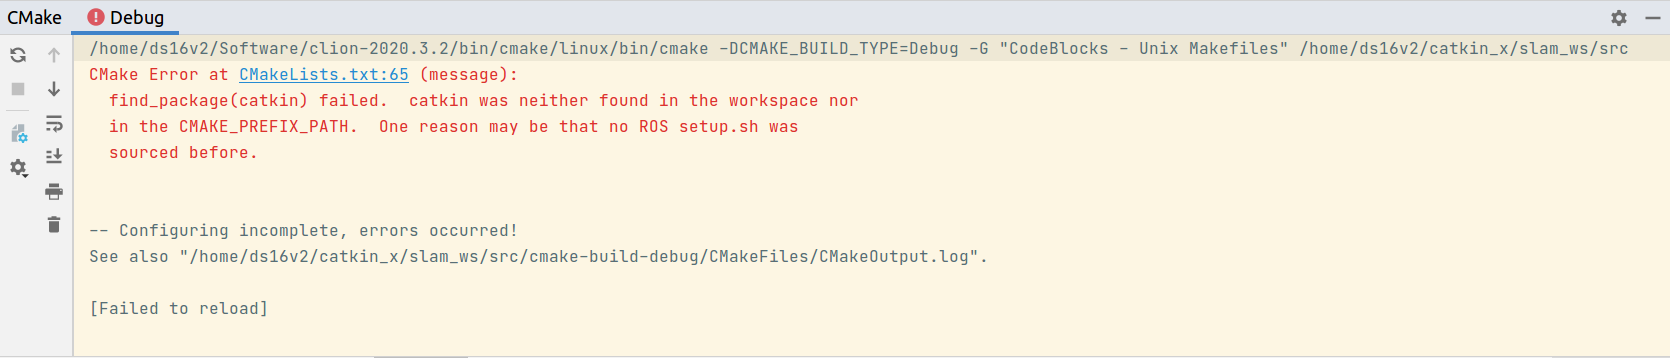 CMake Debug
/home/ds16v2/Software/clion-2020.3.2/bin/cmake/linux/bin/cmake -DCMAKE_BUILD_TYPE=Debug -G "CodeBlocks - Unix Makefiles" /home/ds16v2/catkin_x/slam_ws/src
CMake Error at CMakeLists.txt:65 (message):
  find_package(catkin) failed.  catkin was neither found in the workspace nor
  in the CMAKE_PREFIX_PATH.  One reason may be that no ROS setup.sh was
  sourced before.
-- Configuring incomplete, errors occurred!
See also "/home/ds16v2/catkin_x/slam_ws/src/cmake-build-debug/CMakeFiles/CMakeOutput.log".
[Failed to reload]